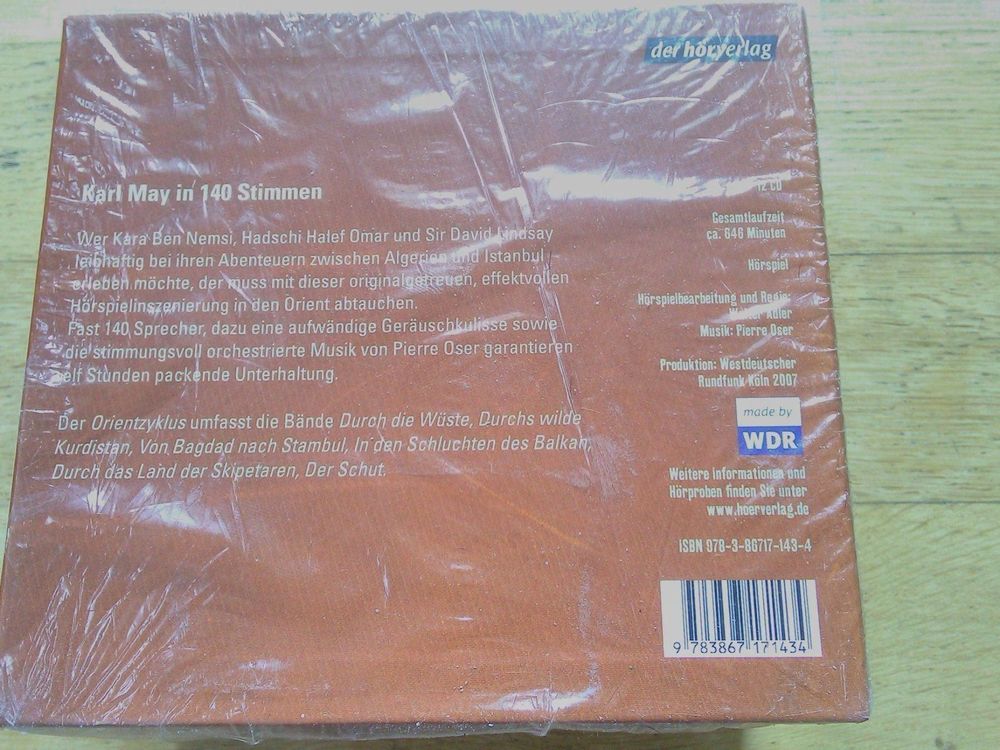 der hörverlag
Karl May in 140 Stimmen
Wer Kara Ben Nemsi, Hadschi Halef Omar und Sir David Lindsay
leibhaftig bei ihren Abenteuern zwischen Algerien und Istanbul
erleben möchte, der muss mit dieser originalgetreuen, effektvollen
Hörspielinszenierung in den Orient abtauchen.
Fast 140 Sprecher, dazu eine aufwändige Geräuschkulisse sowie
die stimmungsvoll orchestrierte Musik von Pierre Oser garantieren
elf Stunden packende Unterhaltung.
Der Orientzyklus umfasst die Bände Durch die Wüste, Durchs wilde
Kurdistan, Von Bagdad nach Stambul, In den Schluchten des Balkan,
Durch das Land der Skipetaren, Der Schut.
12 CD
Gesamtlaufzeit
ca. 646 Minuten
Hörspiel
Hörspielbearbeitung und Regie:
Walter Adler
Musik: Pierre Oser
Produktion: Westdeutscher
Rundfunk Köln 2007
made by
WDR
Weitere Informationen und
Hörproben finden Sie unter
www.hoerverlag.de
ISBN 978-3-86717-143-4
9 783867 171434